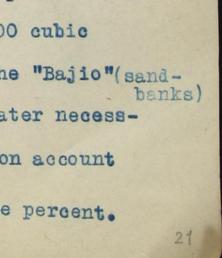 00 cubic
he "Bajio"(sand-
banks)
ater necess-
on account
e percent.
21